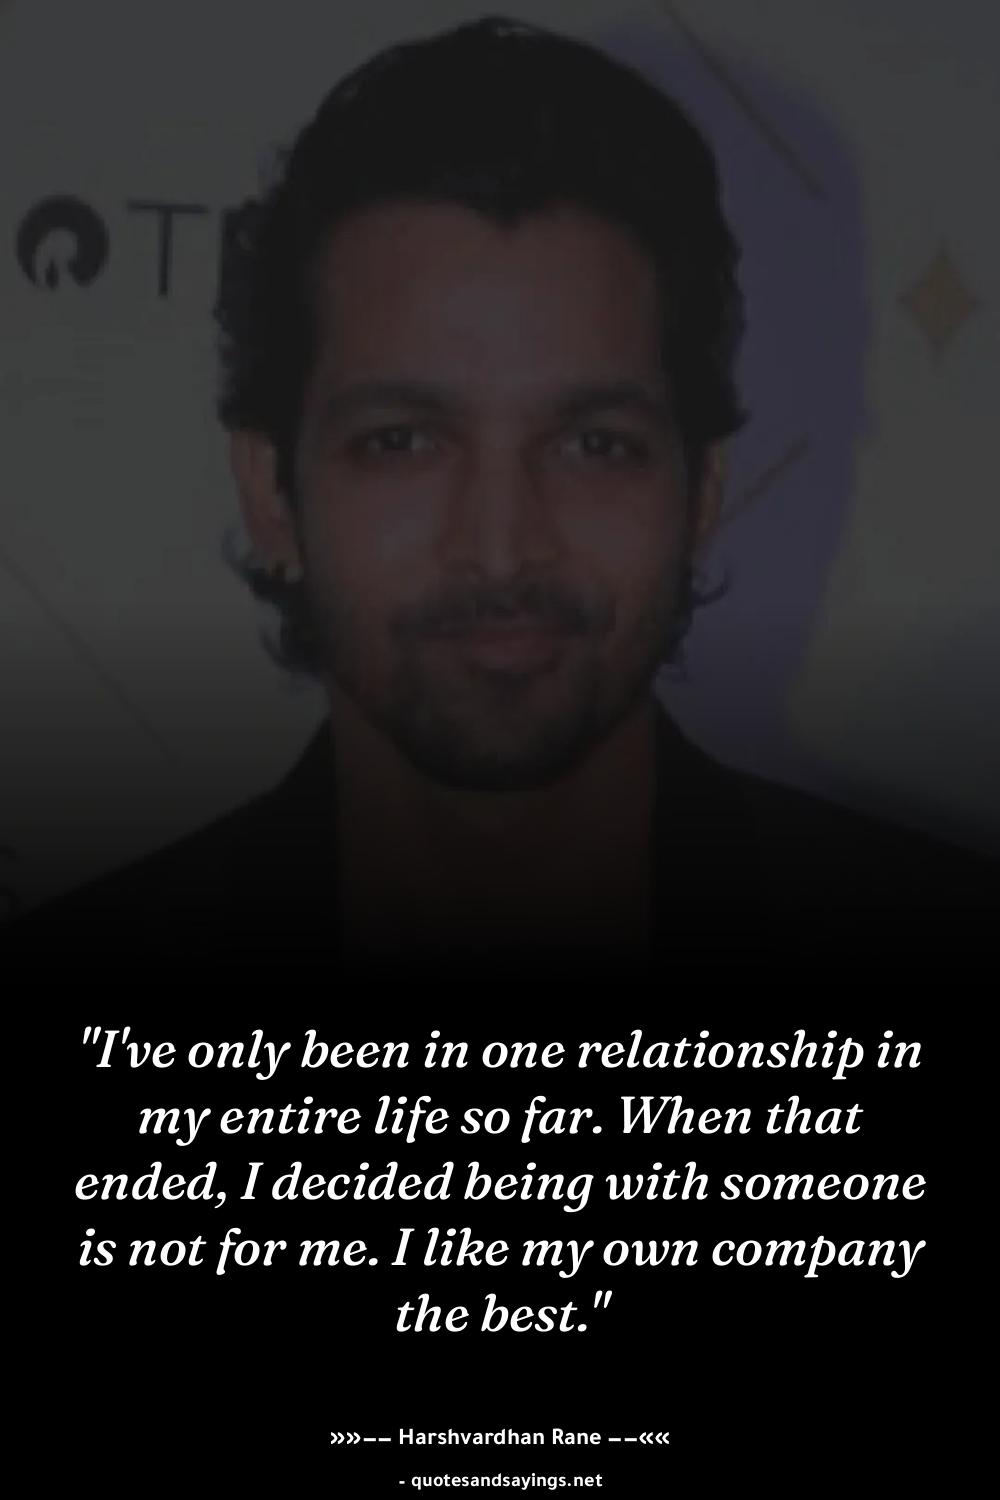 T
"I've only been in one relationship in
my entire life so far. When that
ended, I decided being with someone
is not for me. I like my own company
the best."
»»–– Harshvardhan Rane ––««
- quotesandsayings.net